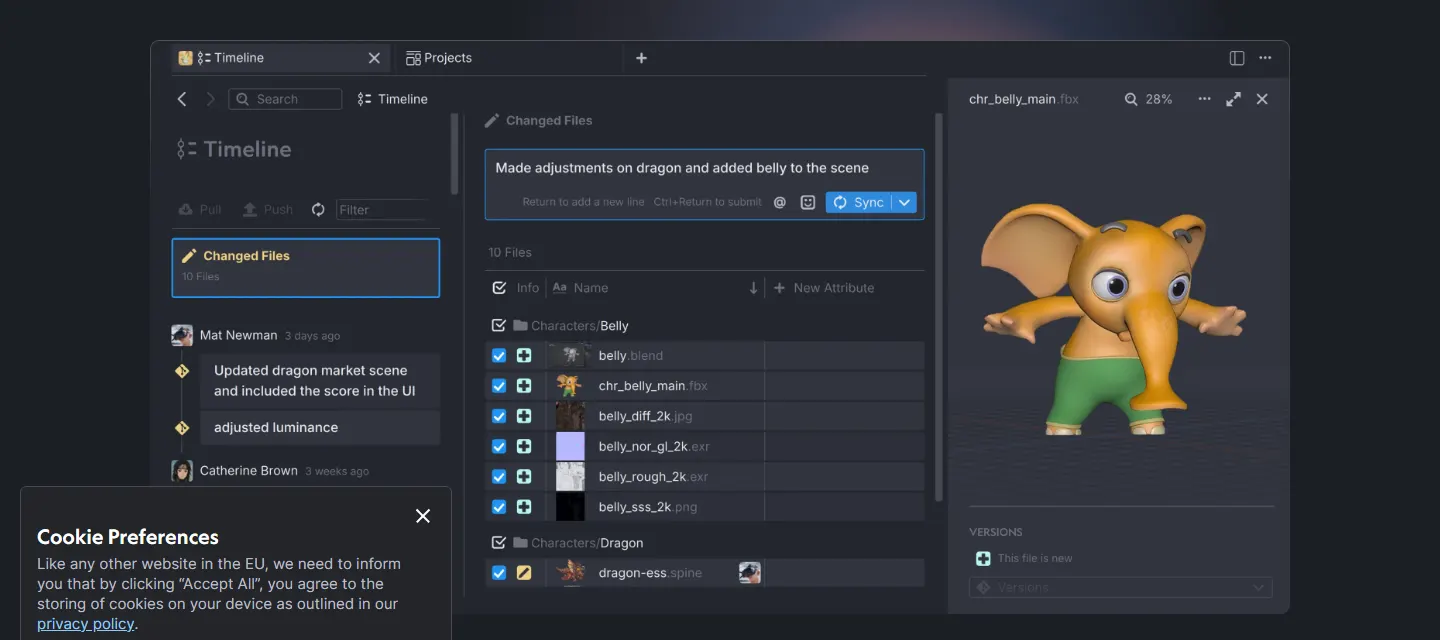 Timeline
Projects
Search
Timeline
chr_belly_main.fbx
28%
Timeline
Pull
Push
Filter
Changed Files
10 Files
Mat Newman 3 days ago
Updated dragon market scene
and included the score in the UI
adjusted luminance
Catherine Brown 3 weeks ago
Changed Files
Made adjustments on dragon and added belly to the scene
Return to add a new line Ctrl+Return to submit @ Sync
10 Files
Info Aa Name New Attribute
Characters/Belly
belly.blend
chr_belly_main.fbx
belly_diff_2k.jpg
belly_nor_gl_2k.exr
belly_rough_2k.exr
belly_sss_2k.png
Characters/Dragon
dragon-ess.spine
VERSIONS
This file is new
Versions
Cookie Preferences
Like any other website in the EU, we need to inform
you that by clicking “Accept All”, you agree to the
storing of cookies on your device as outlined in our
privacy policy.